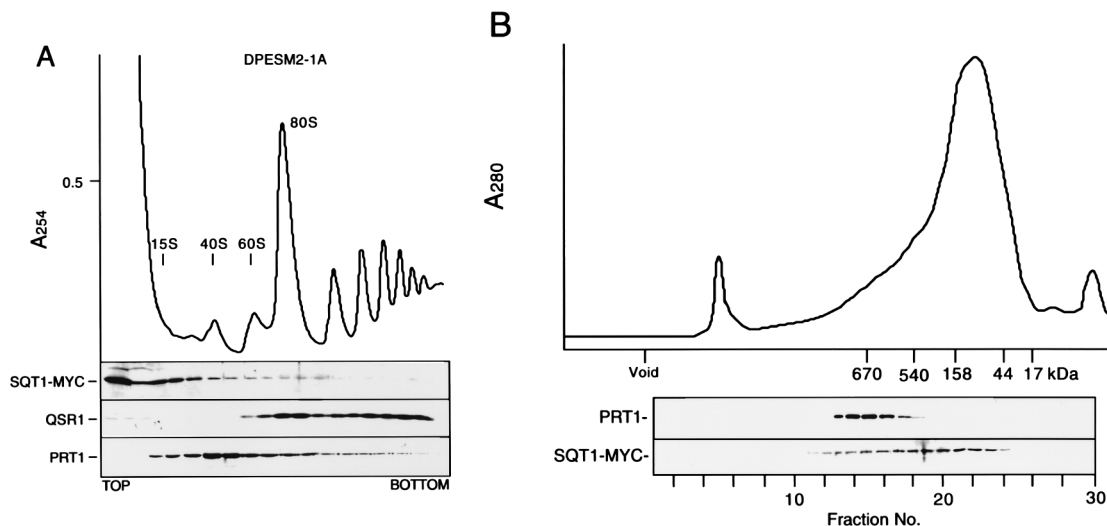 A
DPESM2-1A
80S
0.5
A254
15S 40S 60S
SQT1-MYC
QSR1
PRT1
TOP BOTTOM
B
A280
Void 670 540 158 44 17 kDa
PRT1-
SQT1-MYC-
10 20 30
Fraction No.